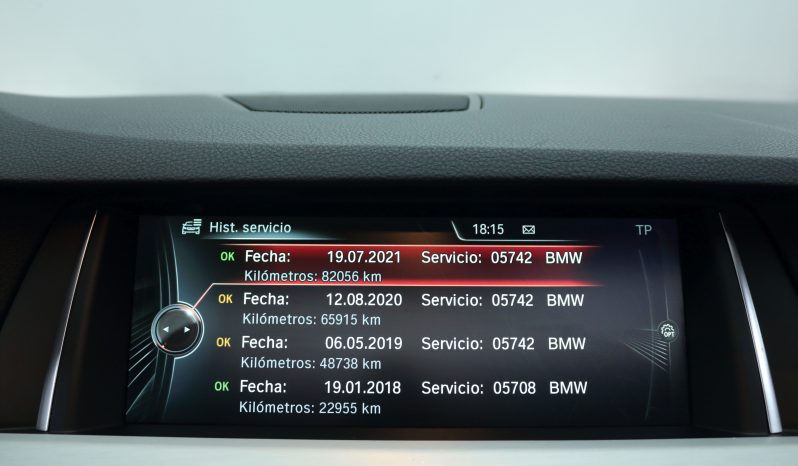 Hist. servicio 18:15 TP
OK Fecha: 19.07.2021 Servicio: 05742 BMW
Kilómetros: 82056 km
OK Fecha: 12.08.2020 Servicio: 05742 BMW
Kilómetros: 65915 km
OK Fecha: 06.05.2019 Servicio: 05742 BMW
Kilómetros: 48738 km
OK Fecha: 19.01.2018 Servicio: 05708 BMW
Kilómetros: 22955 km
OPT